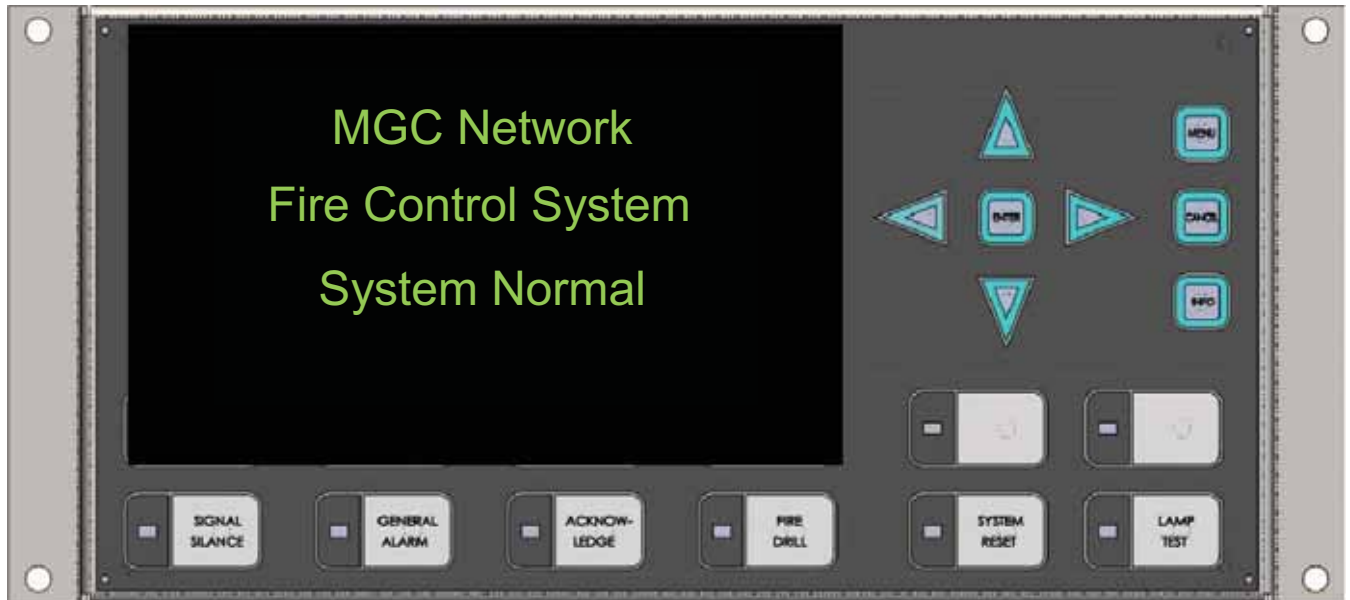 MGC Network
Fire Control System
System Normal
MENU
ENTER
CANCEL
INFO
SIGNAL
SILANCE
GENERAL
ALARM
ACKNOW-
LEDGE
FIRE
DRILL
SYSTEM
RESET
LAMP
TEST